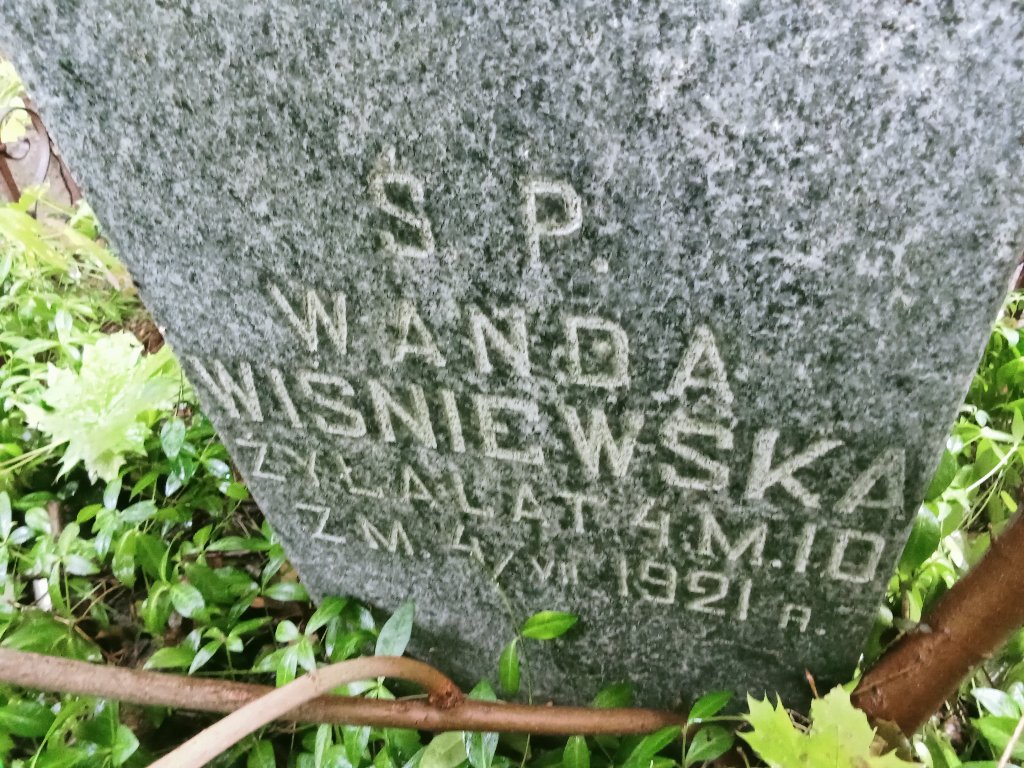 Ś P.
WANDA
WIŚNIEWSKA
ŻYŁA LAT 4 M.10
ZM. 4/VII 1921 R.